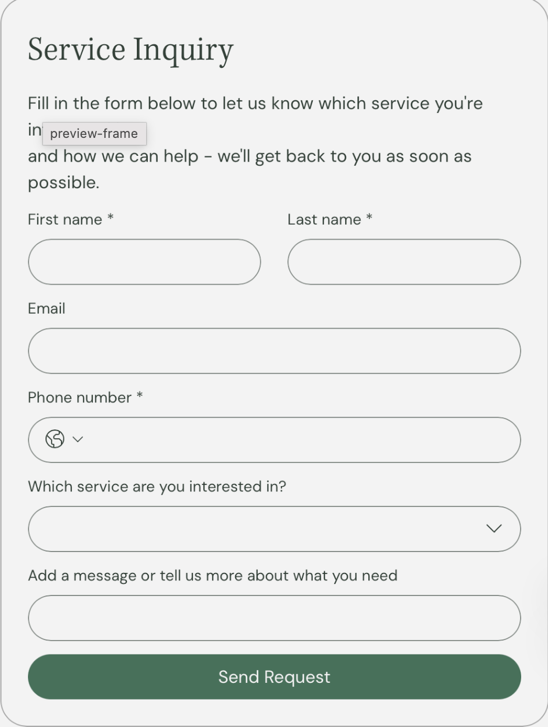 Service Inquiry
Fill in the form below to let us know which service you're
in
preview-frame
and how we can help - we'll get back to you as soon as
possible.
First name * Last name *
Email
Phone number *
Which service are you interested in?
Add a message or tell us more about what you need
Send Request